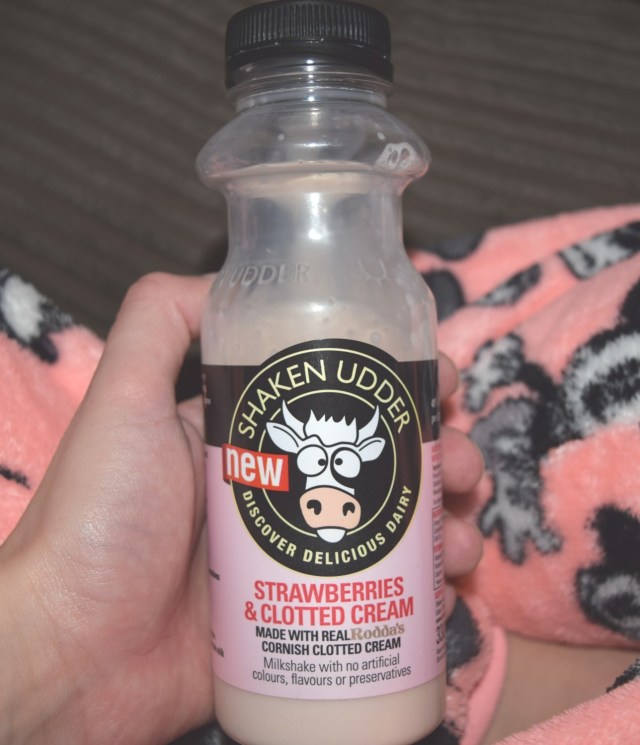 UDDER
SHAKEN UDDER
new
DISCOVER DELICIOUS DAIRY
STRAWBERRIES
& CLOTTED CREAM
MADE WITH REAL Rodda's
CORNISH CLOTTED CREAM
Milkshake with no artificial
colours, flavours or preservatives